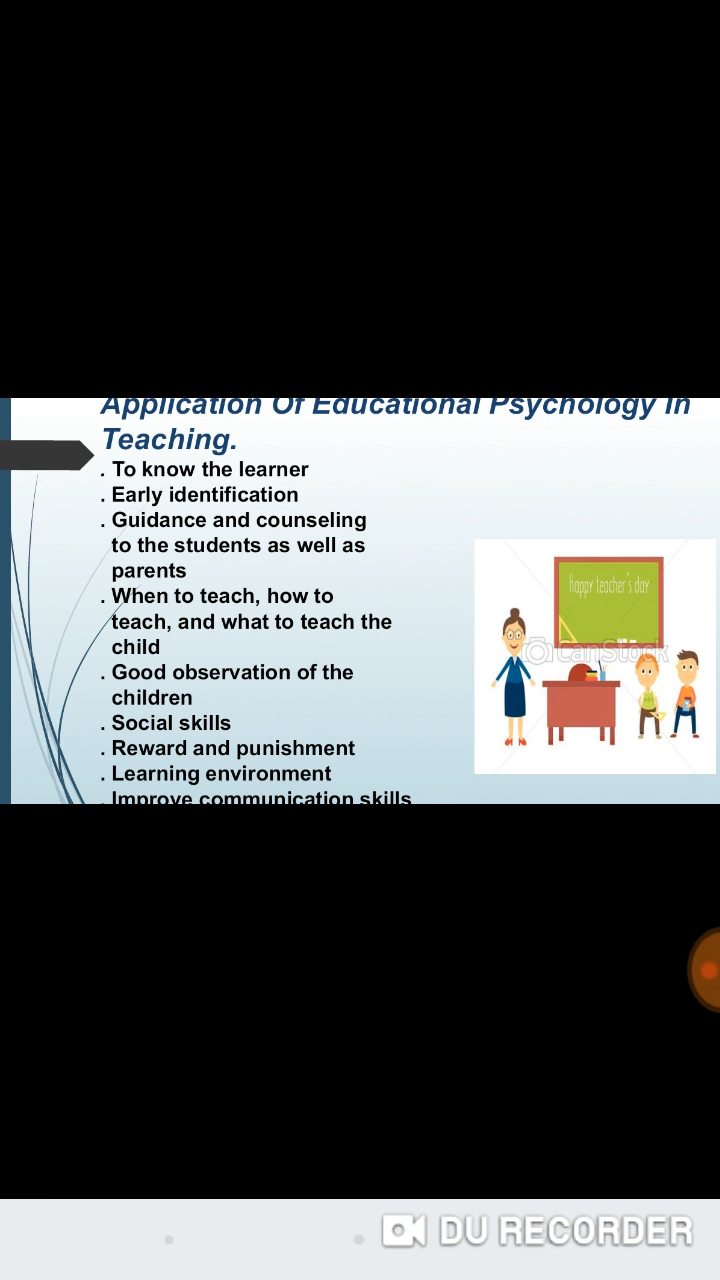 Application Of Educational Psychology In
Teaching.
. To know the learner
. Early identification
. Guidance and counseling
to the students as well as
parents
. When to teach, how to
teach, and what to teach the
child
. Good observation of the
children
. Social skills
. Reward and punishment
. Learning environment
. Improve communication skills
Happy teacher's day
CanStock
DU RECORDER